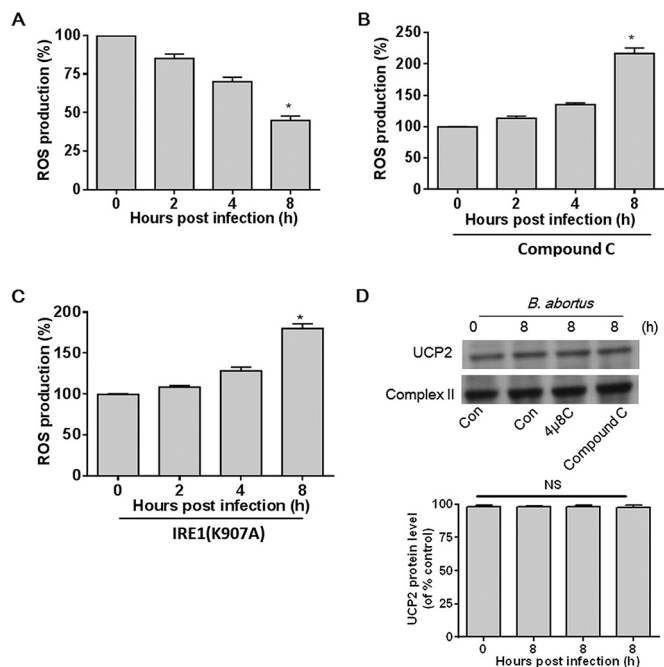 A
ROS production (%)
100
75
50
25
0
*
0 2 4 8
Hours post infection (h)
B
ROS production (%)
250
200
150
100
50
0
*
0 2 4 8
Hours post infection (h)
Compound C
C
ROS production (%)
200
150
100
50
0
*
0 2 4 8
Hours post infection (h)
IRE1(K907A)
D
B. abortus
0 8 8 8 (h)
UCP2
Complex II
Con Con 4μ8C Compound C
NS
UCP2 protein level
(of % control)
100
75
50
25
0
0 8 8 8
Hours post infection (h)